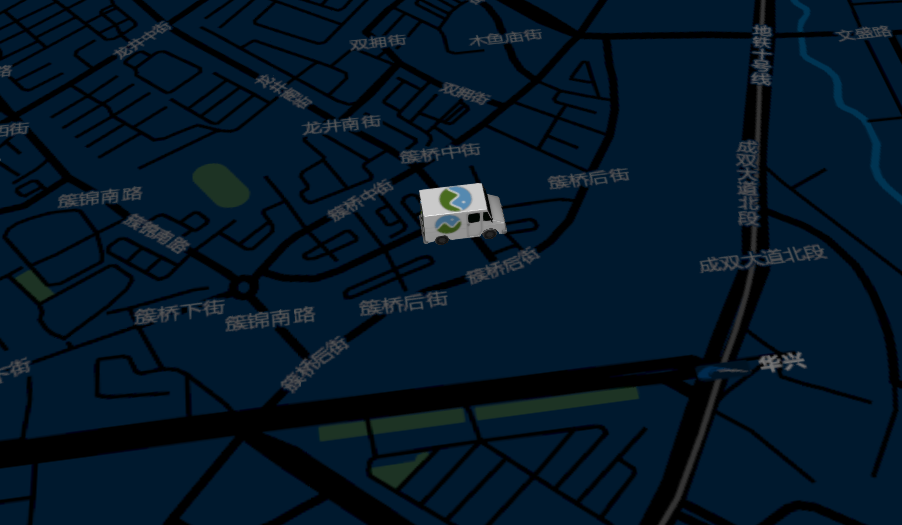 龙井中街
双拥街
木鱼庙街
文盛路
地铁十号线
路
双拥街
龙井南街
西街
簇桥中街
成双大道北段
簇桥后街
簇锦南路
簇桥中街
簇锦南路
成双大道北段
簇桥后街
簇桥后街
簇桥下街
簇锦南路
簇桥后街
华兴
街